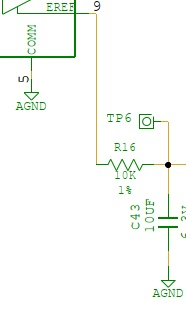 EREF 9
COMM
5
AGND
TP6
R16
10K
1%
C43
10UF
AGND